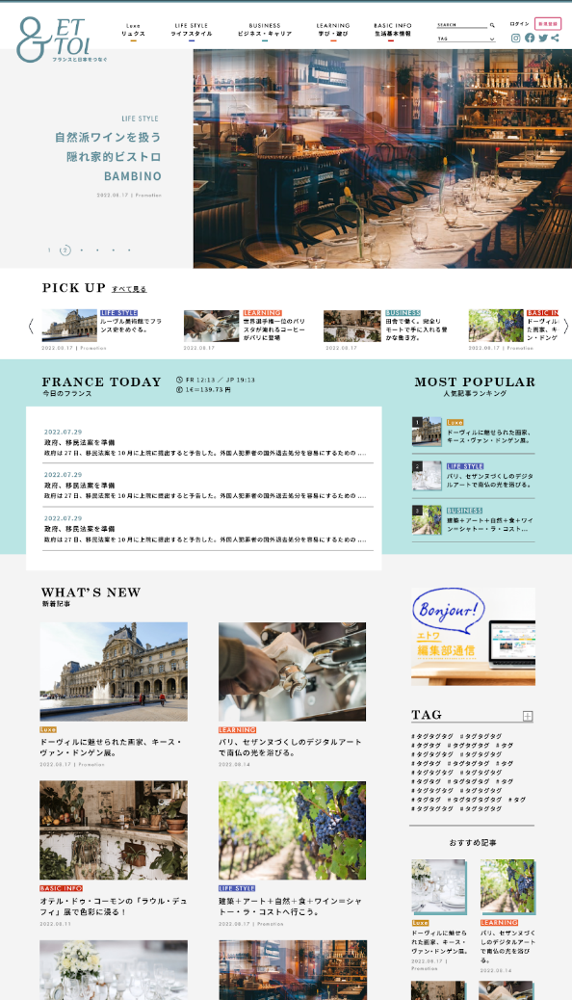 & ET
TOI
フランスと日本をつなぐ
Luxe
リュクス
LIFE STYLE
ライフスタイル
BUSINESS
ビジネス・キャリア
LEARNING
学び・遊び
BASIC INFO
生活基本情報
SEARCH
TAG
ログイン
新規登録
LIFE STYLE
自然派ワインを扱う
隠れ家的ビストロ
BAMBINO
2022.08.17 | Promotion
1 2
PICK UP すべて見る
LIFE STYLE
ルーヴル美術館でフラ
ンス史をめぐる。
2022.08.17 | Promotion
LEARNING
世界選手権一位のバリ
スタが淹れるコーヒー
がパリに登場
2022.08.17
BUSINESS
田舎で働く。完全リ
モートで手に入れる豊
かな働き方。
2022.08.17
BASIC IN
ドーヴィル
た画家、キ
ン・ドンゲ
2022.08.17 | Promotion
FRANCE TODAY
今日のフランス
FR 12:13 ／ JP 19:13
1€＝139.73 円
2022.07.29
政府、移民法案を準備
政府は 27 日、移民法案を 10 月に上院に提出すると予告した。外国人犯罪者の国外退去処分を容易にするための ....
2022.07.29
政府、移民法案を準備
政府は 27 日、移民法案を 10 月に上院に提出すると予告した。外国人犯罪者の国外退去処分を容易にするための ....
2022.07.29
政府、移民法案を準備
政府は 27 日、移民法案を 10 月に上院に提出すると予告した。外国人犯罪者の国外退去処分を容易にするための ....
MOST POPULAR
人気記事ランキング
1
Luxe
ドーヴィルに魅せられた画家、
キース・ヴァン・ドンゲン展。
2
LIFE STYLE
パリ、セザンヌづくしのデジタ
ルアートで南仏の光を浴びる。
3
BUSINESS
建築＋アート＋自然＋食＋ワイ
ン＝シャトー・ラ・コスト...
WHAT'S NEW
新着記事
Luxe
ドーヴィルに魅せられた画家、キース・
ヴァン・ドンゲン展。
2022.08.17 | Promotion
LEARNING
パリ、セザンヌづくしのデジタルアート
で南仏の光を浴びる。
2022.08.14
BASIC INFO
オテル・ドゥ・コーモンの「ラウル・デュ
フィ」展で色彩に浸る！
2022.08.11
LIFE STYLE
建築＋アート＋自然＋食＋ワイン＝シャ
トー・ラ・コストへ行こう。
2022.08.17 | Promotion
Bonjour!
エトワ
編集部通信
TAG
# タグタグタグ # タグタグタグ
# タグタグ # タグタグタグ # タグ
# タグタグタグ # タグタグタグ
# タグタグ # タグタグタグ # タグ
# タグタグタグ # タグタグタグ
# タグタグ # タグタグタグ # タグ
# タグタグタグ # タグタグタグ
# タグタグ # タグタグタグタグ # タグ
# タグタグタグ # タグタグタグ
おすすめ記事
Luxe
ドーヴィルに魅せら
れた画家、キース・
ヴァン・ドンゲン展。
2022.08.17 |
Promotion
LEARNING
パリ、セザンヌづく
しのデジタルアート
で南仏の光を浴び
る。
2022.08.14